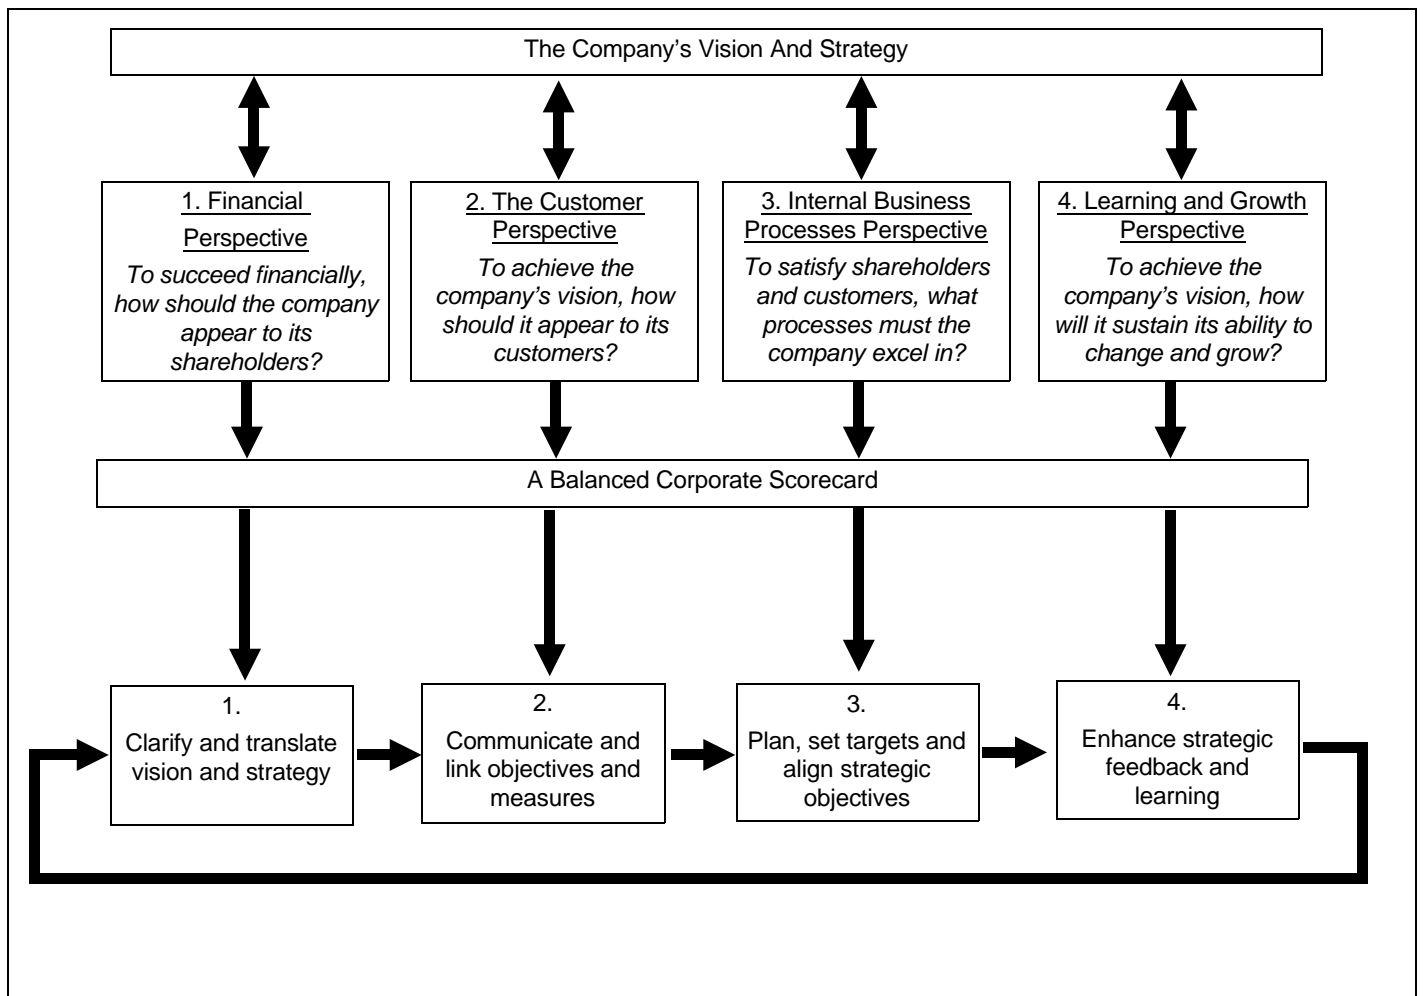 The Company’s Vision And Strategy
1. Financial
Perspective
To succeed financially,
how should the company
appear to its
shareholders?
2. The Customer
Perspective
To achieve the
company’s vision, how
should it appear to its
customers?
3. Internal Business
Processes Perspective
To satisfy shareholders
and customers, what
processes must the
company excel in?
4. Learning and Growth
Perspective
To achieve the
company’s vision, how
will it sustain its ability to
change and grow?
A Balanced Corporate Scorecard
1.
Clarify and translate
vision and strategy
2.
Communicate and
link objectives and
measures
3.
Plan, set targets and
align strategic
objectives
4.
Enhance strategic
feedback and
learning